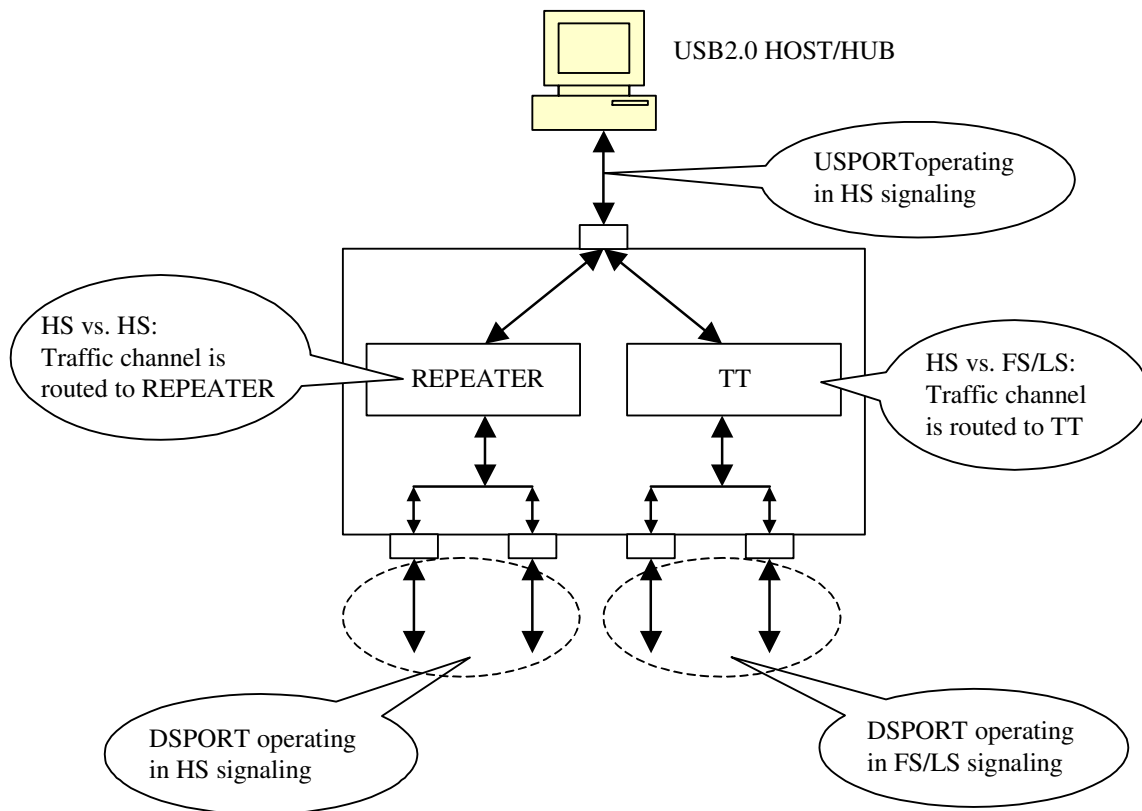 USB2.0 HOST/HUB
USPORToperating
in HS signaling
HS vs. HS:
Traffic channel is
routed to REPEATER
REPEATER
TT
HS vs. FS/LS:
Traffic channel
is routed to TT
DSPORT operating
in HS signaling
DSPORT operating
in FS/LS signaling